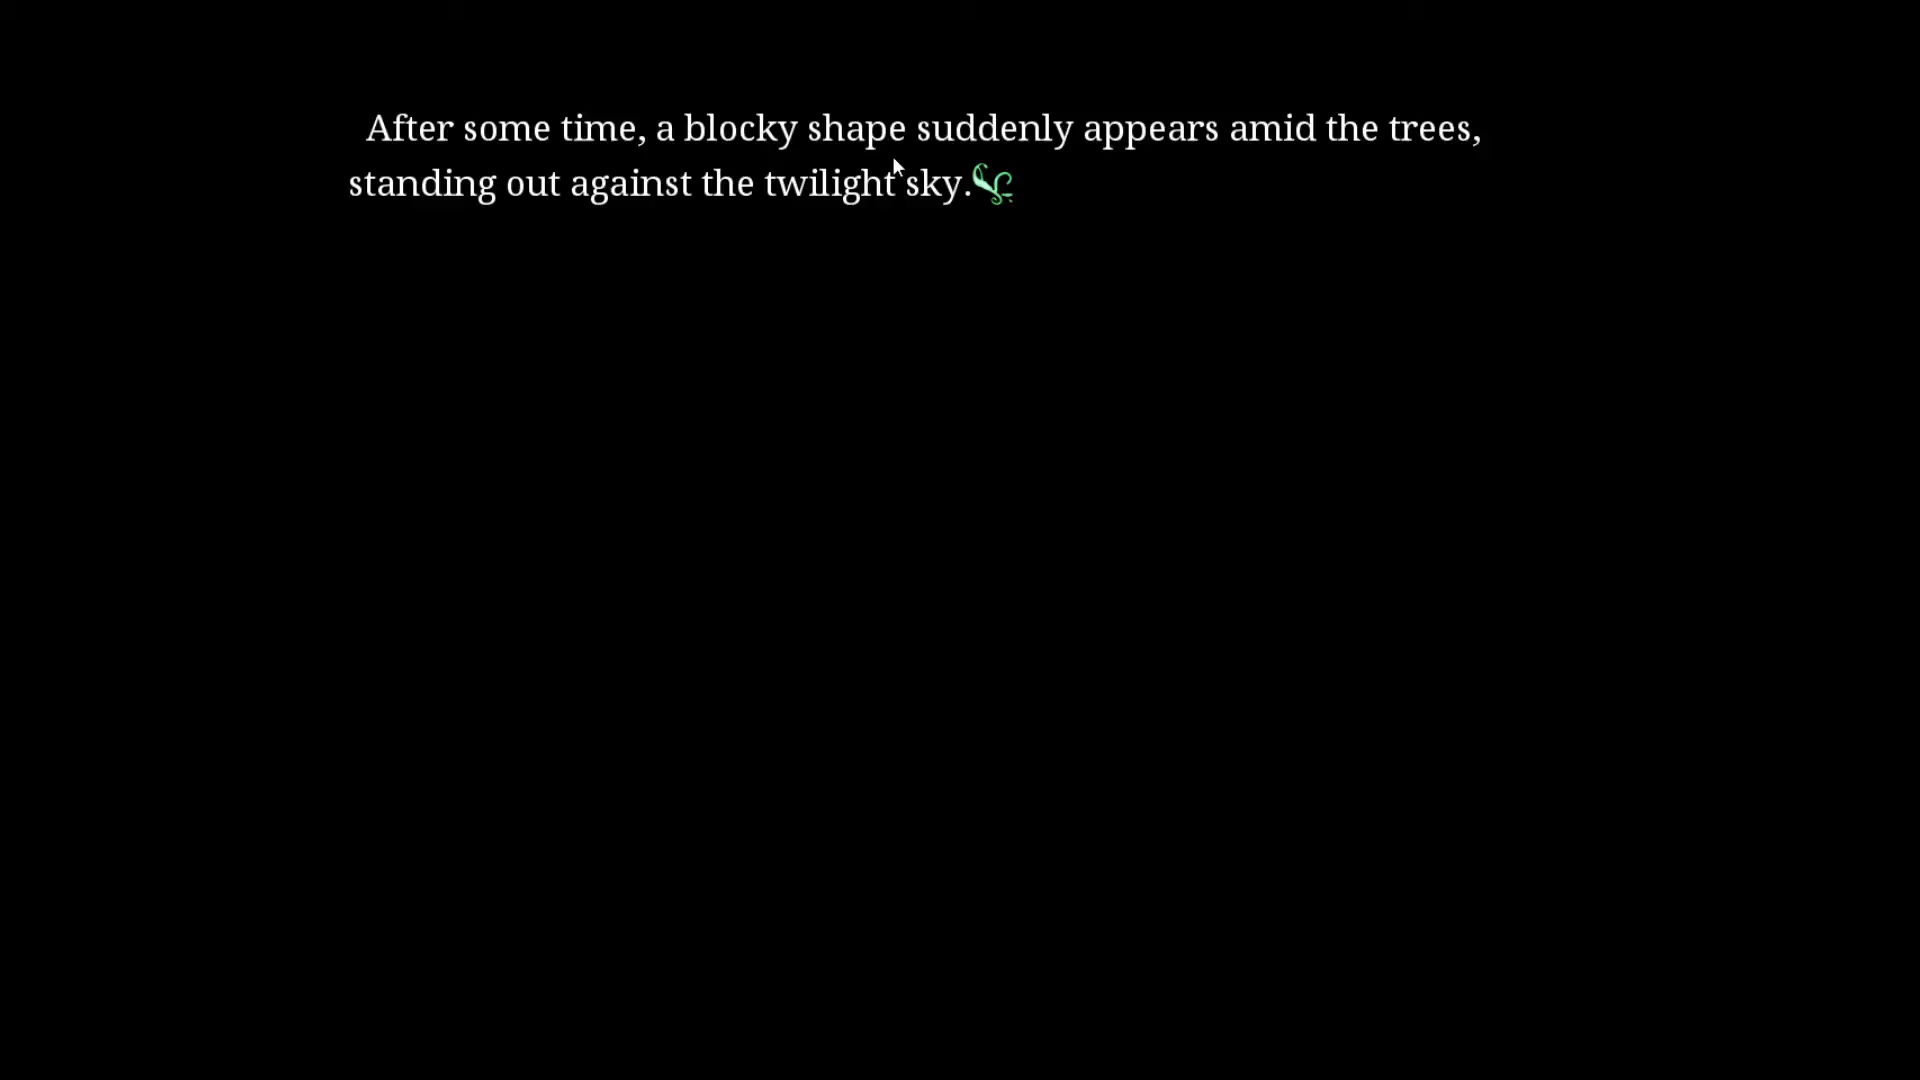 After some time, a blocky shape suddenly appears amid the trees,
standing out against the twilight sky.